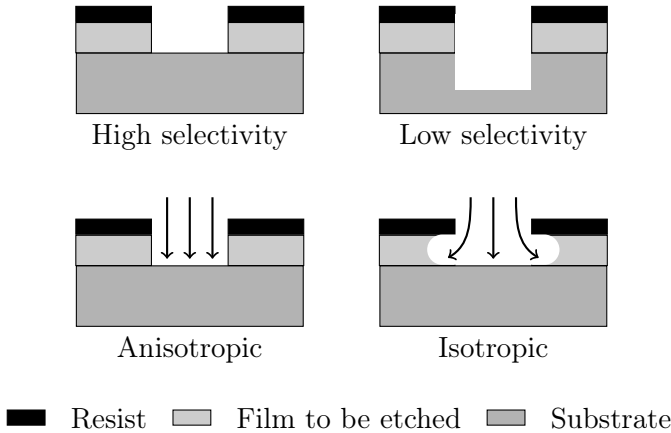 High selectivity
Low selectivity
Anisotropic
Isotropic
Resist
Film to be etched
Substrate